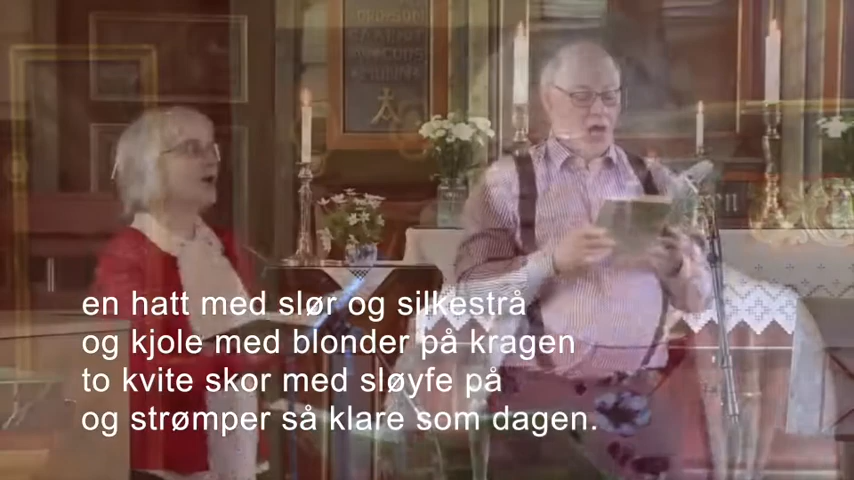 en hatt med slør og silkestrå
og kjole med blonder på kragen
to kvite skor med sløyfe på
og strømper så klare som dagen.